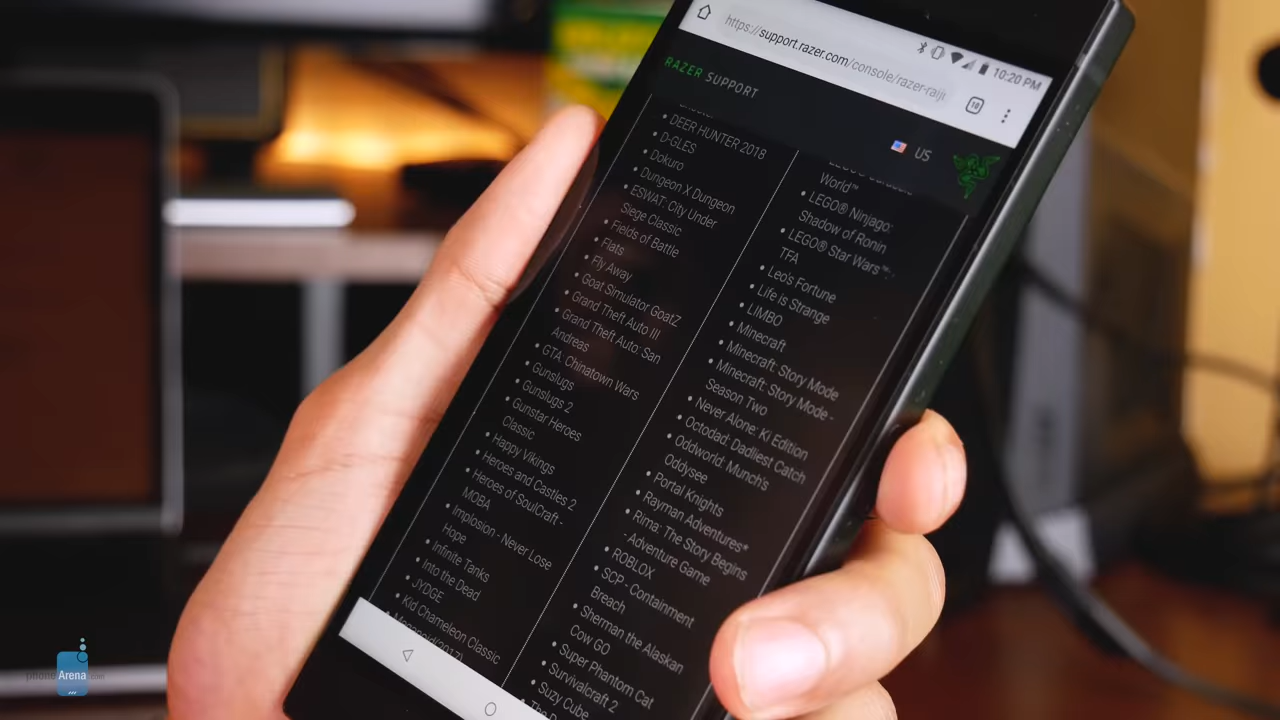 10:20 PM
https://support.razer.com/console/razer-raiji
18
RAZER SUPPORT
US
• DEER HUNTER 2018
• D-GLES
• Dokuro
• Dungeon X Dungeon
• ESWAT: City Under
Siege Classic
• Fields of Battle
• Flats
• Fly Away
• Goat Simulator GoatZ
• Grand Theft Auto III
• Grand Theft Auto: San
Andreas
• GTA: Chinatown Wars
• Gunslugs
• Gunslugs 2
• Gunstar Heroes
Classic
• Happy Vikings
• Heroes and Castles 2
• Heroes of SoulCraft -
MOBA
• Implosion - Never Lose
Hope
• Infinite Tanks
• Into the Dead
• JYDGE
• Kid Chameleon Classic
World™
• LEGO® Ninjago:
Shadow of Ronin
• LEGO® Star Wars™:
TFA
• Leo's Fortune
• Life is Strange
• LIMBO
• Minecraft
• Minecraft: Story Mode
• Minecraft: Story Mode -
Season Two
• Never Alone: Ki Edition
• Octodad: Dadliest Catch
• Oddworld: Munch's
Oddysee
• Portal Knights
• Rayman Adventures*
• Rima: The Story Begins
- Adventure Game
• ROBLOX
• SCP - Containment
Breach
• Sherman the Alaskan
Cow GO
• Super Phantom Cat
• Survivalcraft 2
• Suzy Cube
phoneArena.com